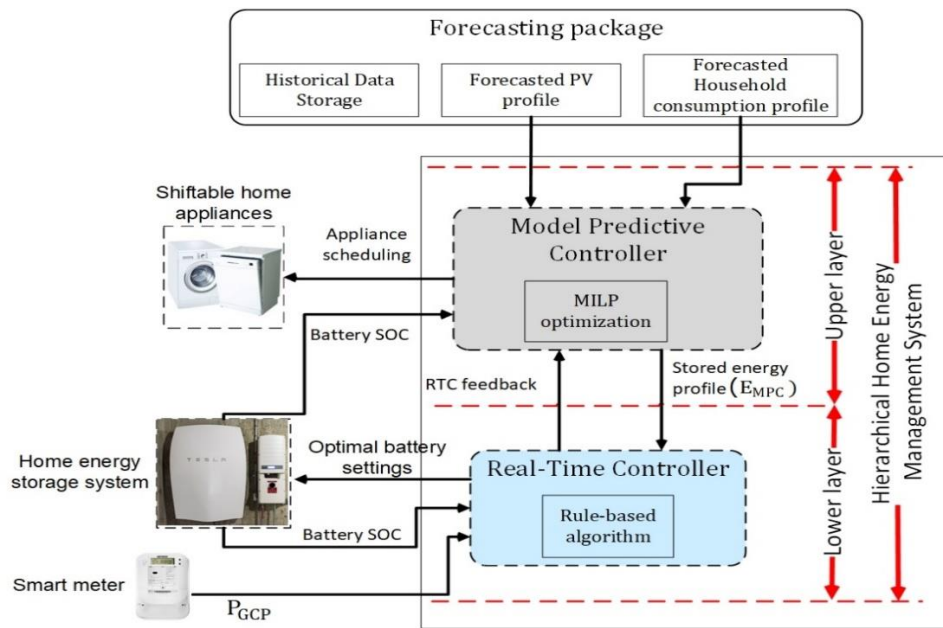 Forecasting package
Historical Data
Storage
Forecasted PV
profile
Forecasted
Household
consumption profile
Shiftable home
appliances
Appliance
scheduling
Model Predictive
Controller
MILP
optimization
Battery SOC
RTC feedback
Stored energy
profile (E_MPC)
Upper layer
Hierarchical Home Energy
Management System
Home energy
storage system
TESLA
Optimal battery
settings
Real-Time Controller
Rule-based
algorithm
Battery SOC
Lower layer
Smart meter
P_GCP